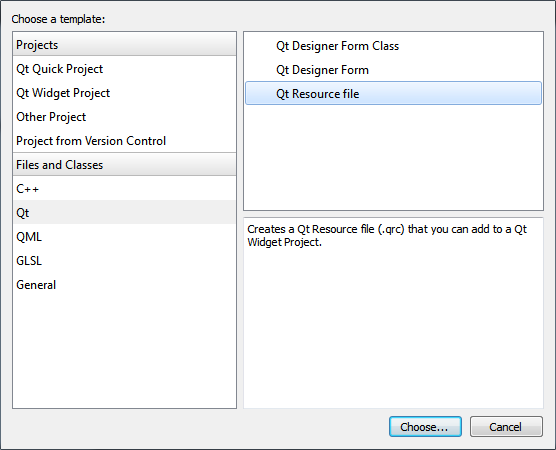 Choose a template:
Projects
Qt Quick Project
Qt Widget Project
Other Project
Project from Version Control
Files and Classes
C++
Qt
QML
GLSL
General
Qt Designer Form Class
Qt Designer Form
Qt Resource file
Creates a Qt Resource file (.qrc) that you can add to a Qt
Widget Project.
Choose...
Cancel